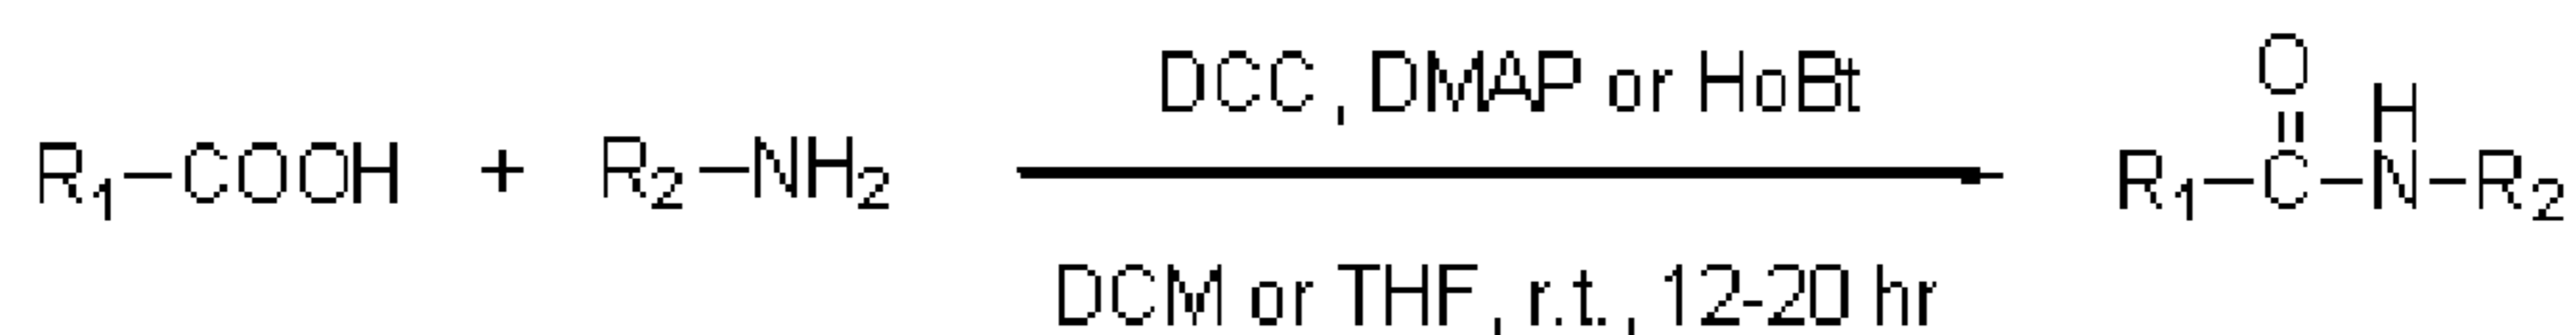 DCC, DMAP or HoBt
R1-COOH + R2-NH2
O
H
R1-C-N-R2
DCM or THF, r.t., 12-20 hr